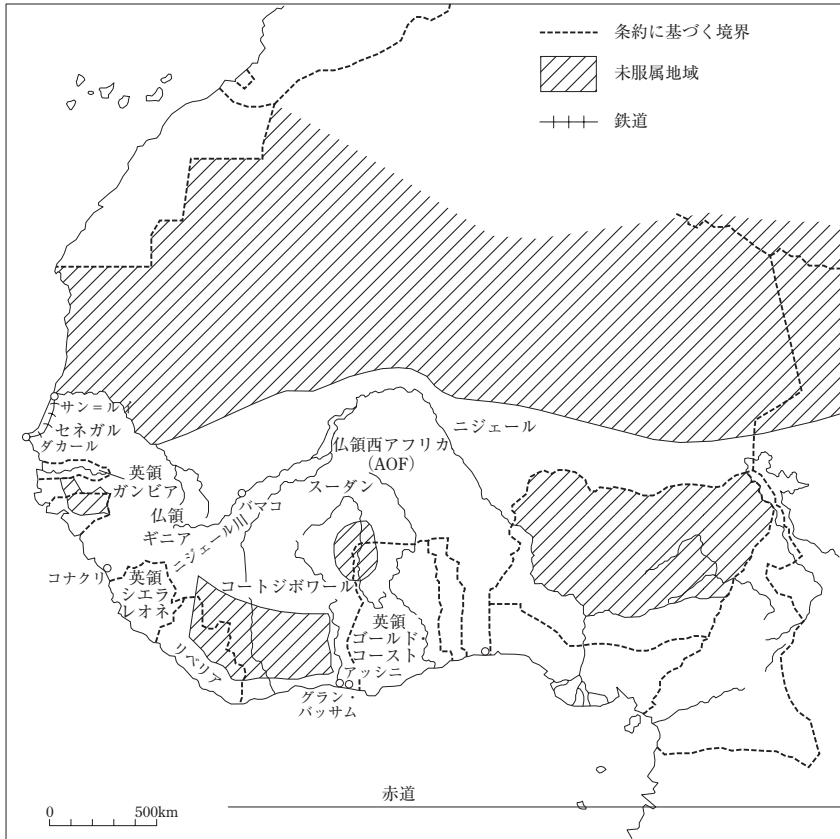 条約に基づく境界
未服属地域
鉄道
サン=ルイ
セネガル
ダカール
英領
ガンビア
仏領
ギニア
ニジェール川
バマコ
スーダン
仏領西アフリカ
(AOF)
ニジェール
コナクリ
英領
シエラ
レオネ
リベリア
コートジボワール
英領
ゴールド・
コースト
アッシニ
グラン・
バッサム
赤道
0 500km